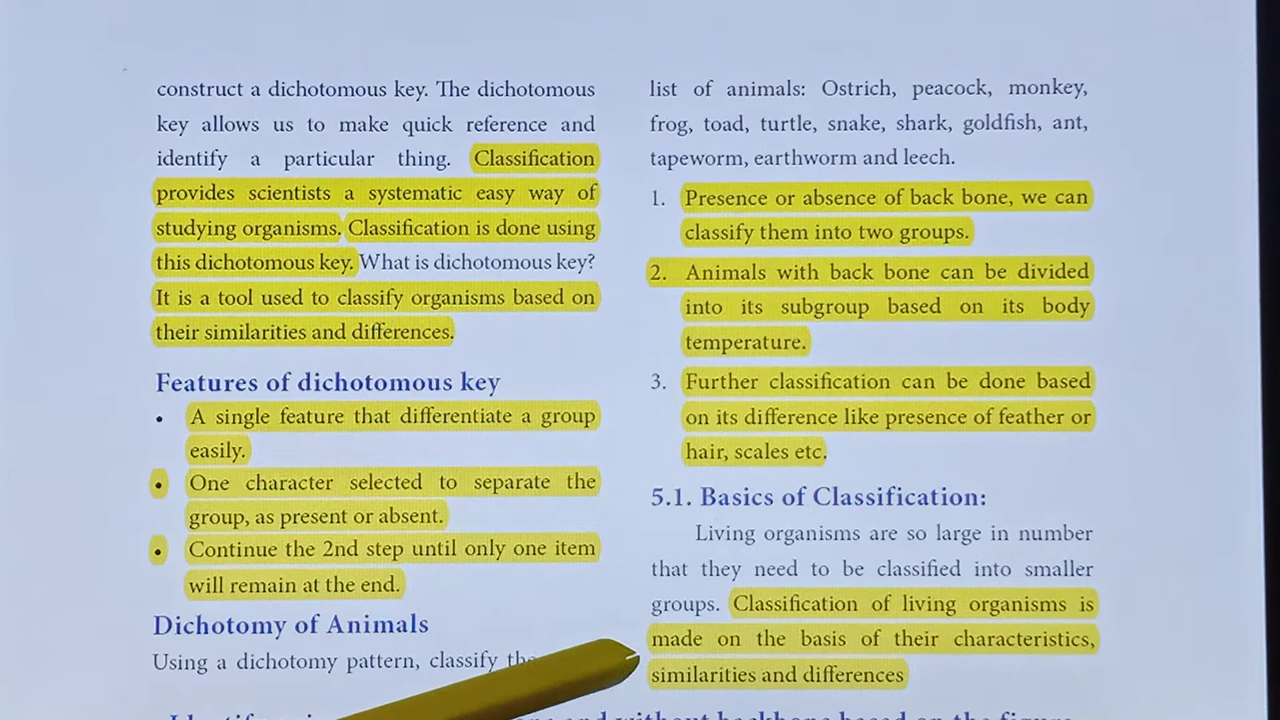 construct a dichotomous key. The dichotomous
key allows us to make quick reference and
identify a particular thing. Classification
provides scientists a systematic easy way of
studying organisms. Classification is done using
this dichotomous key. What is dichotomous key?
It is a tool used to classify organisms based on
their similarities and differences.
Features of dichotomous key
• A single feature that differentiate a group
easily.
• One character selected to separate the
group, as present or absent.
• Continue the 2nd step until only one item
will remain at the end.
Dichotomy of Animals
Using a dichotomy pattern, classify
list of animals: Ostrich, peacock, monkey,
frog, toad, turtle, snake, shark, goldfish, ant,
tapeworm, earthworm and leech.
1. Presence or absence of back bone, we can
classify them into two groups.
2. Animals with back bone can be divided
into its subgroup based on its body
temperature.
3. Further classification can be done based
on its difference like presence of feather or
hair, scales etc.
5.1. Basics of Classification:
Living organisms are so large in number
that they need to be classified into smaller
groups. Classification of living organisms is
made on the basis of their characteristics,
similarities and differences
and without backbone based on the figure